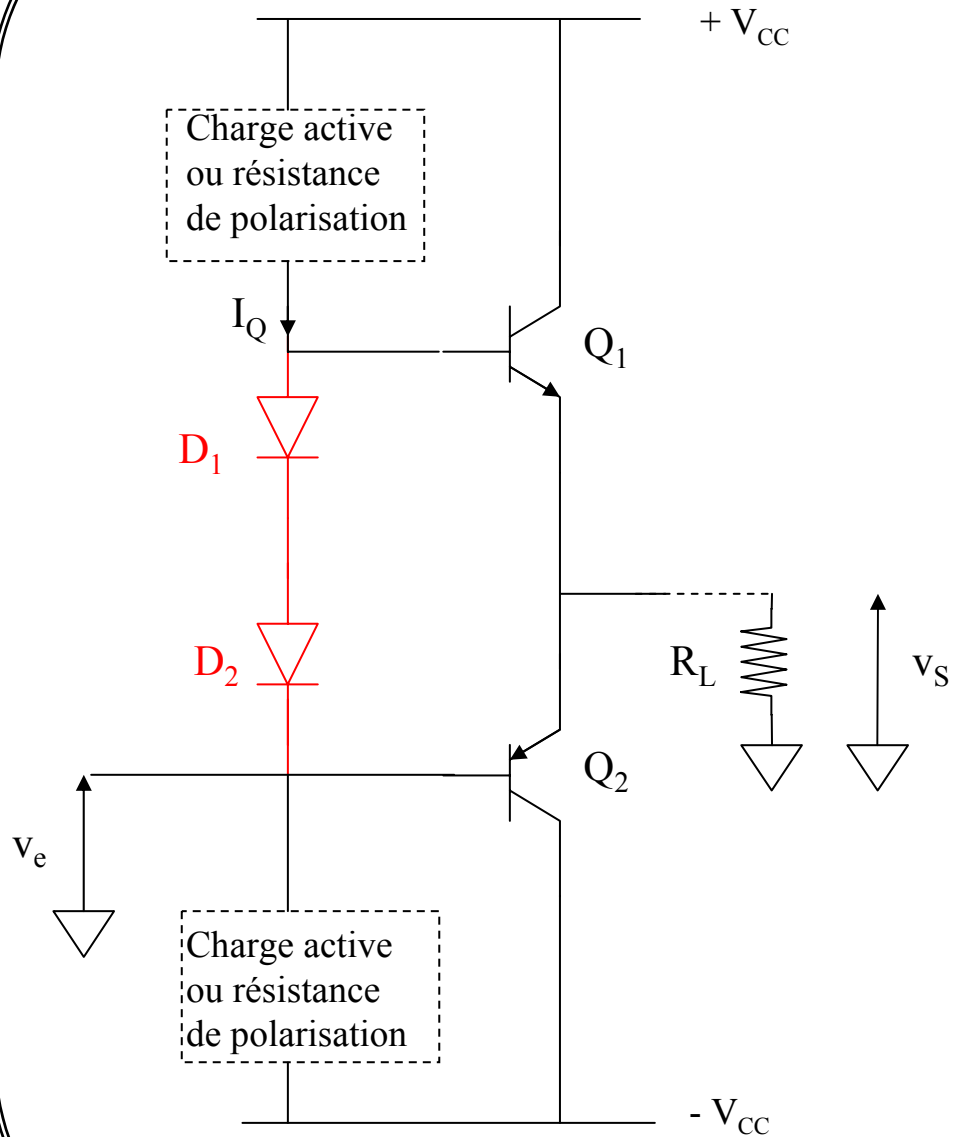 + V_CC
Charge active
ou résistance
de polarisation
I_Q
Q_1
D_1
D_2
R_L
v_S
Q_2
v_e
Charge active
ou résistance
de polarisation
- V_CC